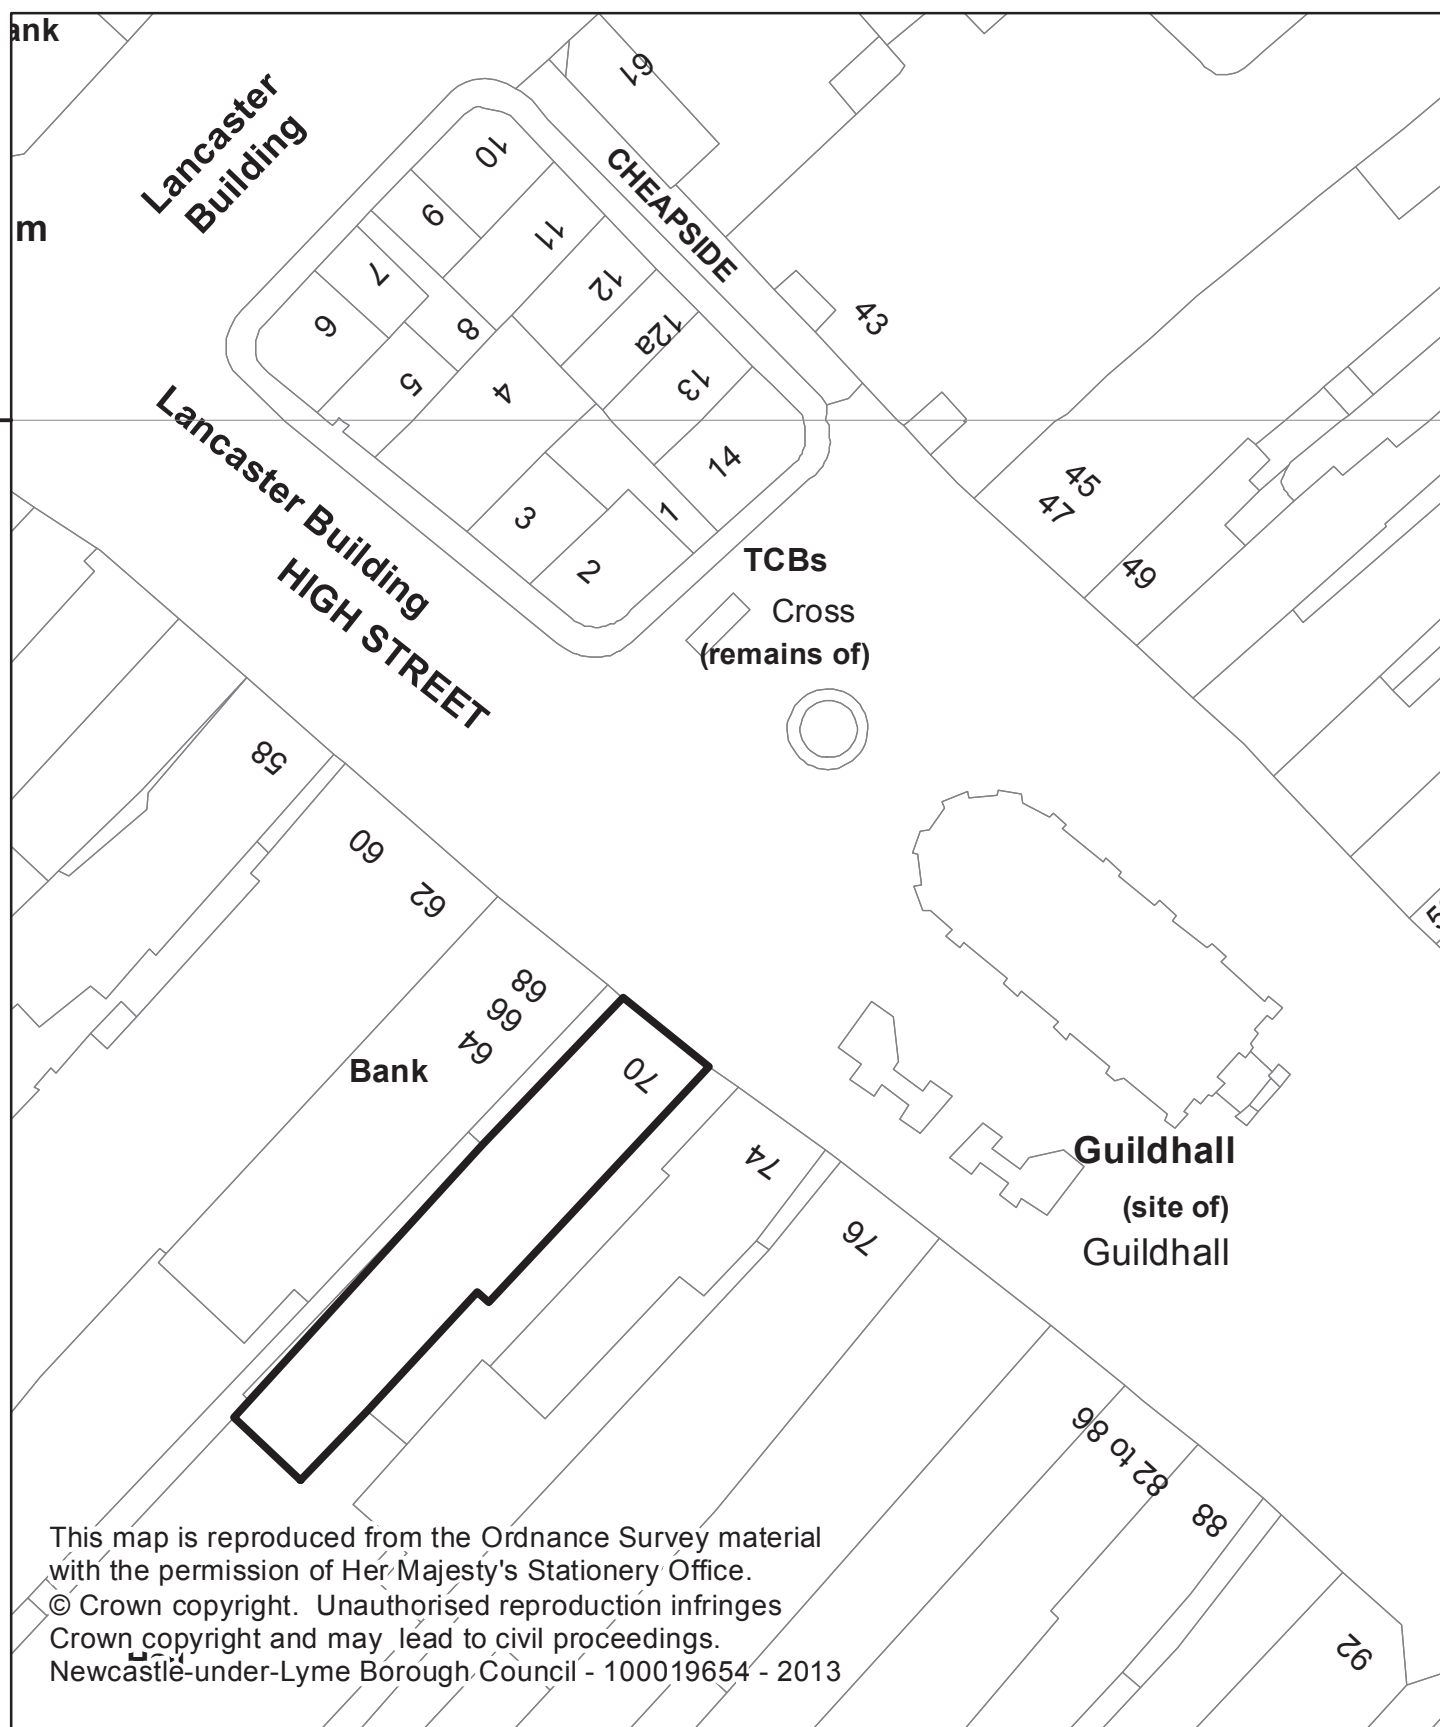 ank
Lancaster
Building
m
61
CHEAPSIDE
10
9
11
7
12
6
8
12a
43
5
4
13
14
Lancaster Building
HIGH STREET
3
1
2
45
47
49
TCBs
Cross
(remains of)
58
60
62
68
66
64
Bank
70
74
76
Guildhall
(site of)
Guildhall
82 to 86
88
92
This map is reproduced from the Ordnance Survey material
with the permission of Her Majesty's Stationery Office.
© Crown copyright. Unauthorised reproduction infringes
Crown copyright and may lead to civil proceedings.
Newcastle-under-Lyme Borough Council - 100019654 - 2013